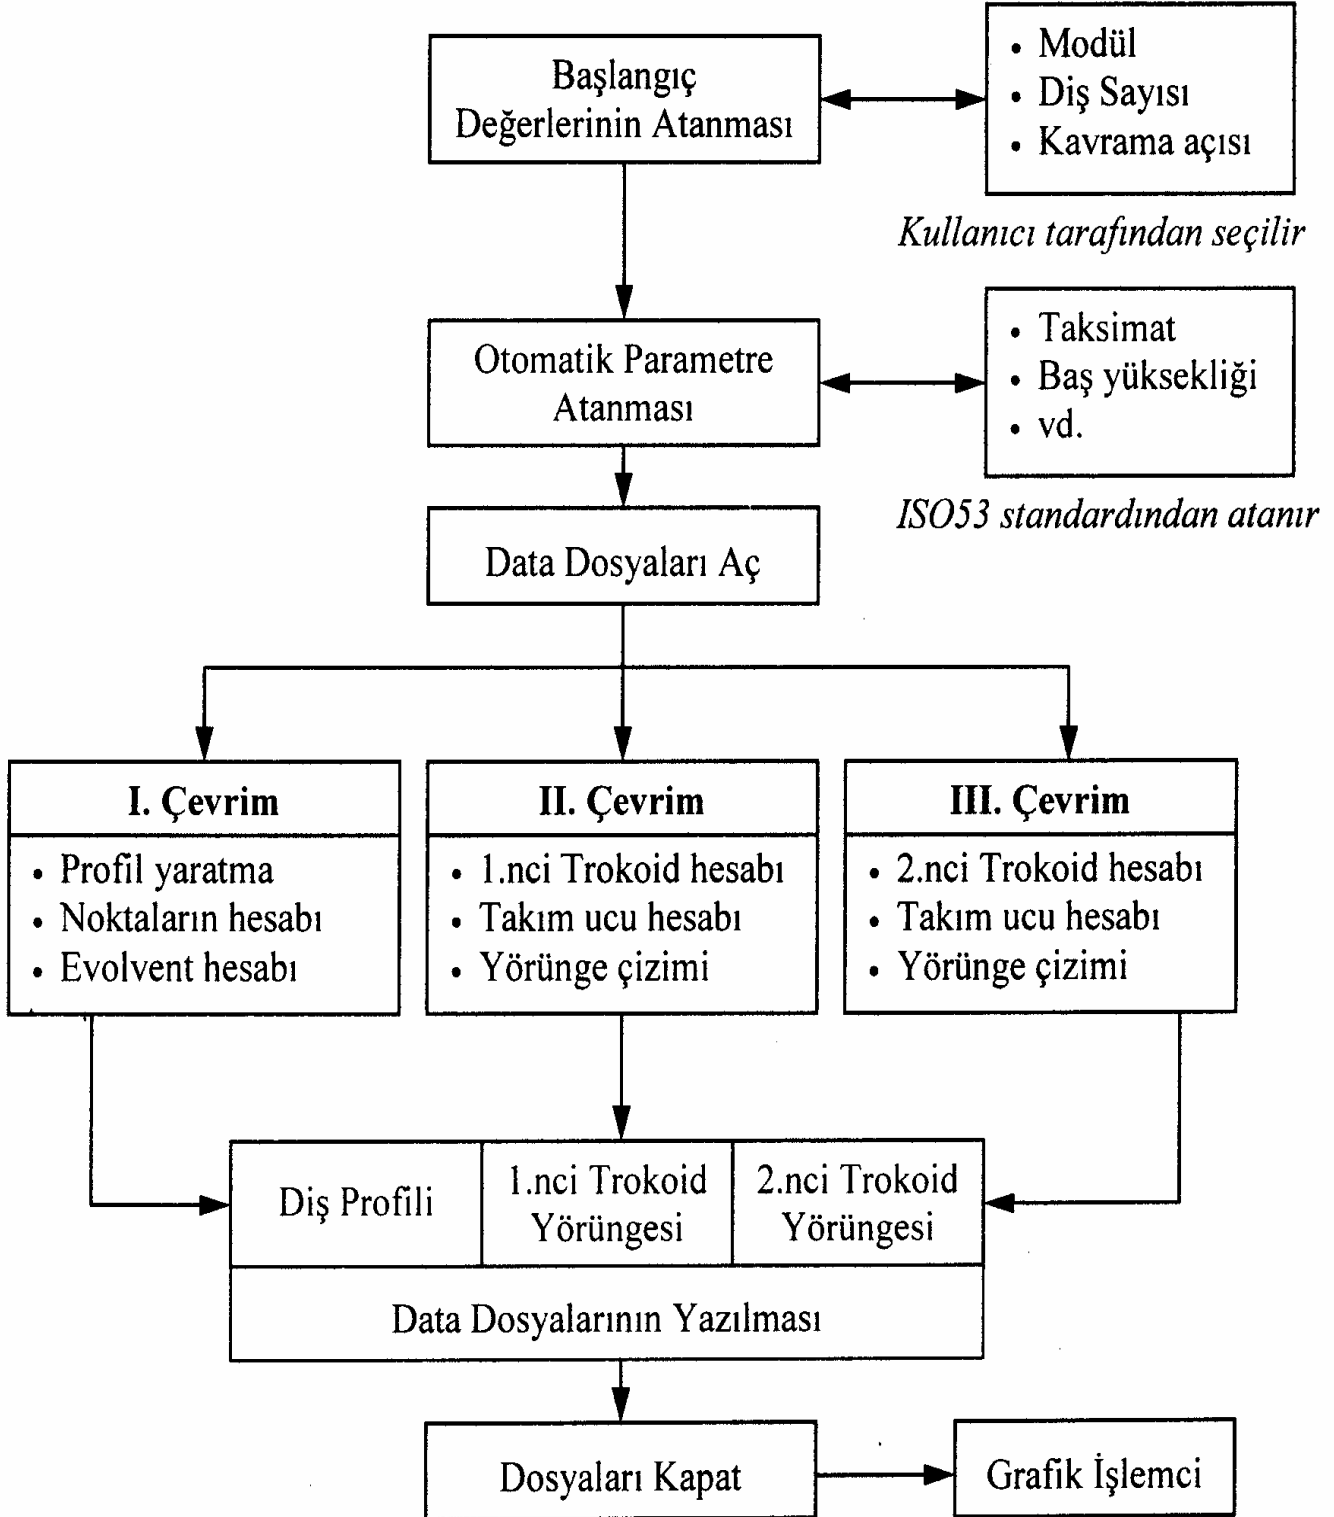 Başlangıç
Değerlerinin Atanması
• Modül
• Diş Sayısı
• Kavrama açısı
Kullanıcı tarafından seçilir
Otomatik Parametre
Atanması
• Taksimat
• Baş yüksekliği
• vd.
ISO53 standardından atanır
Data Dosyaları Aç
I. Çevrim
• Profil yaratma
• Noktaların hesabı
• Evolvent hesabı
II. Çevrim
• 1.nci Trokoid hesabı
• Takım ucu hesabı
• Yörünge çizimi
III. Çevrim
• 2.nci Trokoid hesabı
• Takım ucu hesabı
• Yörünge çizimi
Diş Profili
1.nci Trokoid
Yörüngesi
2.nci Trokoid
Yörüngesi
Data Dosyalarının Yazılması
Dosyaları Kapat
Grafik İşlemci